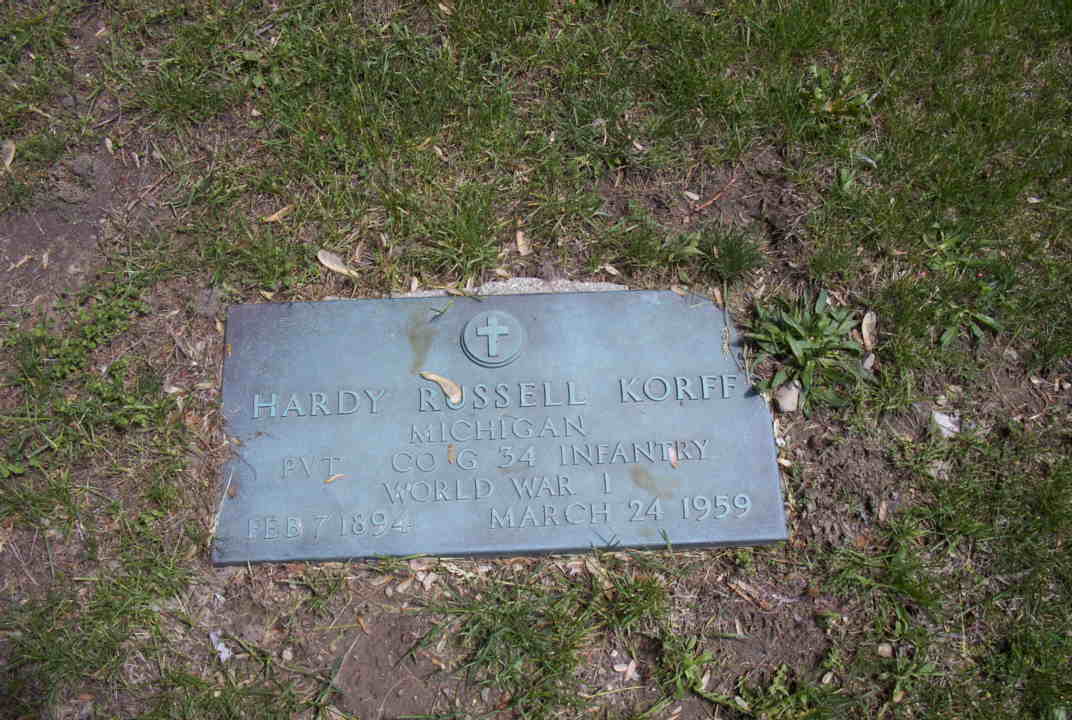 HARDY RUSSELL KORFF
MICHIGAN
PVT CO G 34 INFANTRY
WORLD WAR I
FEB 7 1894 MARCH 24 1959